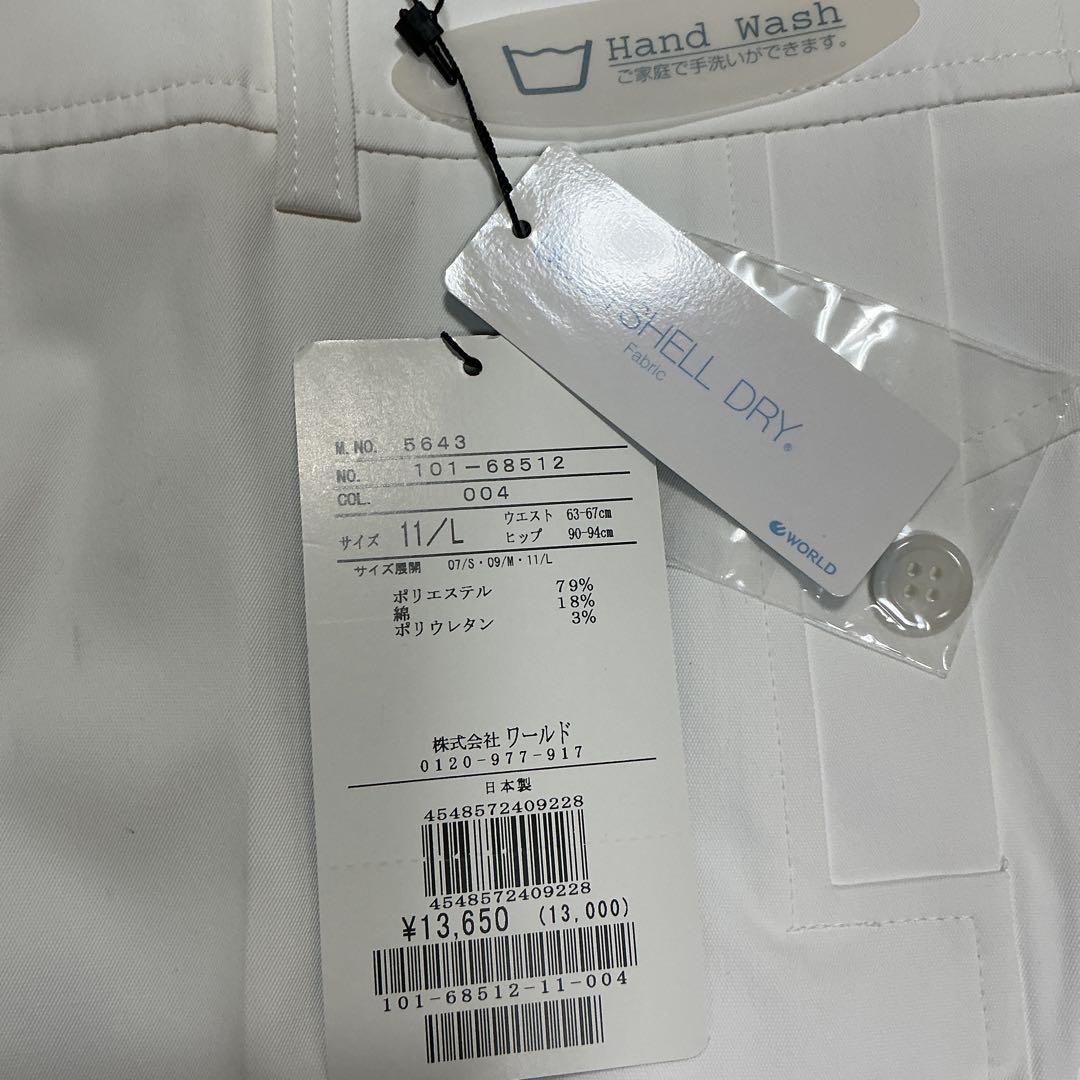 Hand Wash
ご家庭で手洗いができます。
SHELL DRY®
Fabric
WORLD
M.NO. 5643
NO. 101-68512
COL. 004
サイズ 11/L ウエスト 63-67cm
ヒップ 90-94cm
サイズ展開 07/S・09/M・11/L
ポリエステル 79%
綿 18%
ポリウレタン 3%
株式会社 ワールド
0120-977-917
日本製
4548572409228
4548572409228
¥13,650 (13,000)
101-68512-11-004